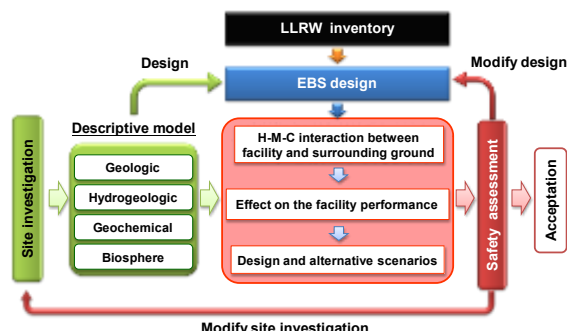 LLRW inventory
Design
Modify design
EBS design
Descriptive model
Site investigation
Geologic
Hydrogeologic
Geochemical
Biosphere
H-M-C interaction between
facility and surrounding ground
Effect on the facility performance
Design and alternative scenarios
Safety assessment
Acceptation
Modify site investigation